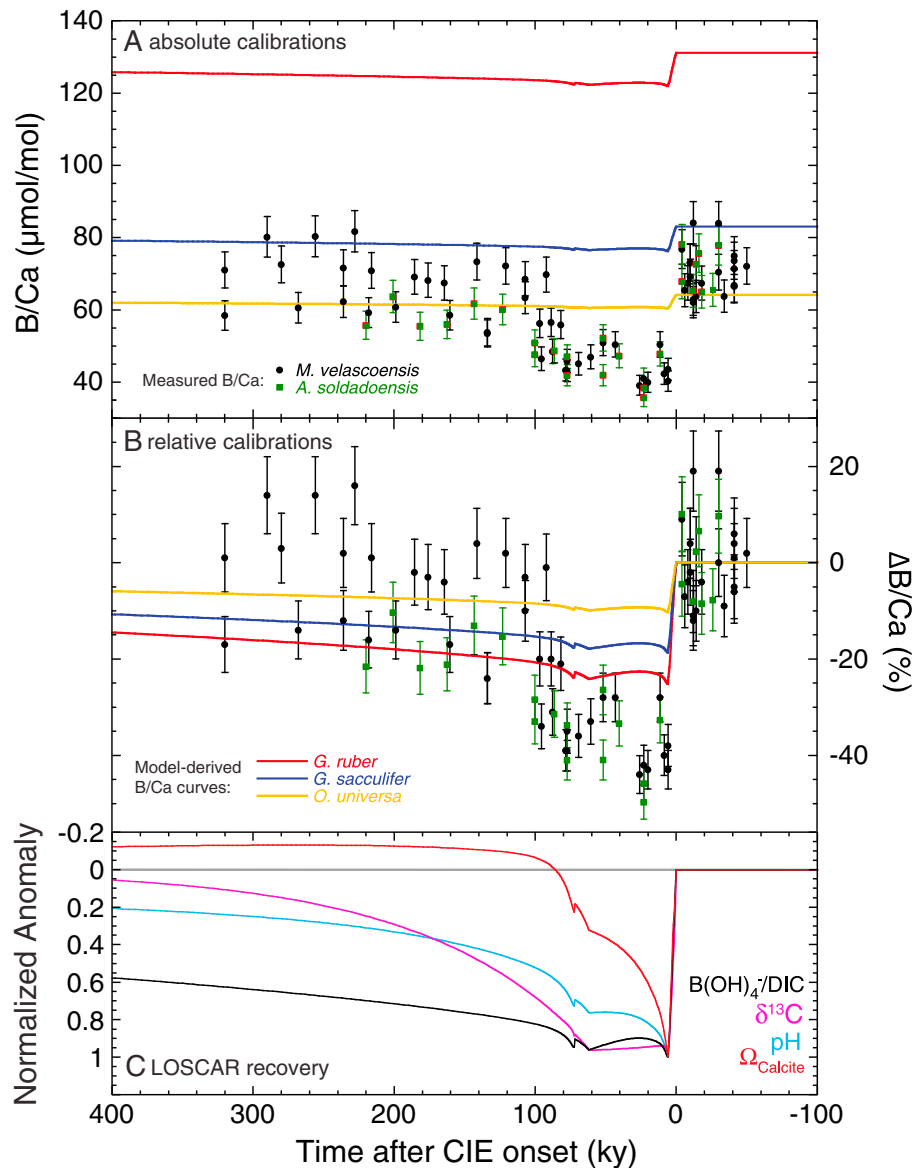 A absolute calibrations
140
120
100
80
60
40
B/Ca (μmol/mol)
Measured B/Ca:
M. velascoensis
A. soldadoensis
B relative calibrations
20
0
-20
-40
ΔB/Ca (%)
Model-derived
B/Ca curves:
G. ruber
G. sacculifer
O. universa
-0.2
0
0.2
0.4
0.6
0.8
1
Normalized Anomaly
B(OH)₄⁻/DIC
δ¹³C
pH
Ω Calcite
C LOSCAR recovery
400 300 200 100 0 -100
Time after CIE onset (ky)